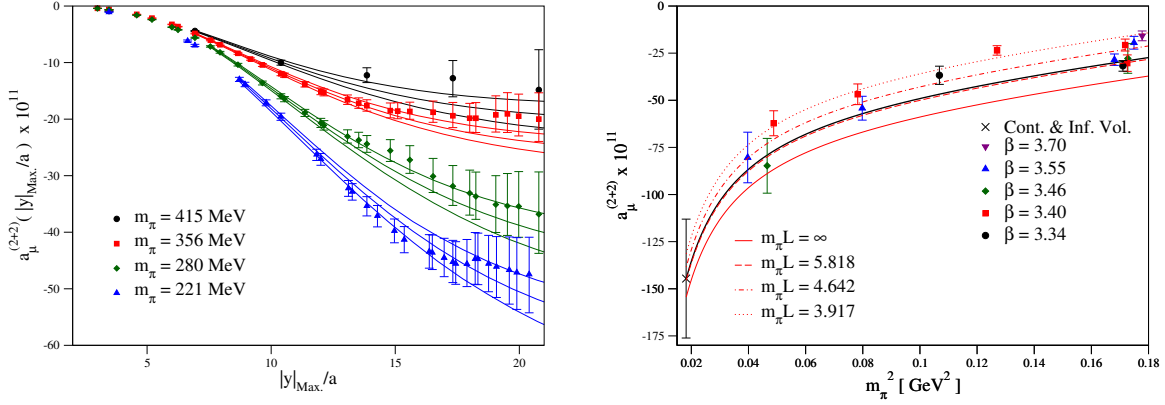 0
-10
-20
-30
-40
-50
-60
5
10
15
20
a_μ^(2+2)( |y|_Max./a ) x 10^11
|y|_Max./a
m_π = 415 MeV
m_π = 356 MeV
m_π = 280 MeV
m_π = 221 MeV
0
-25
-50
-75
-100
-125
-150
-175
0.02
0.04
0.06
0.08
0.1
0.12
0.14
0.16
0.18
a_μ^(2+2) x 10^11
m_π^2 [ GeV^2 ]
m_πL = ∞
m_πL = 5.818
m_πL = 4.642
m_πL = 3.917
Cont. & Inf. Vol.
β = 3.70
β = 3.55
β = 3.46
β = 3.40
β = 3.34